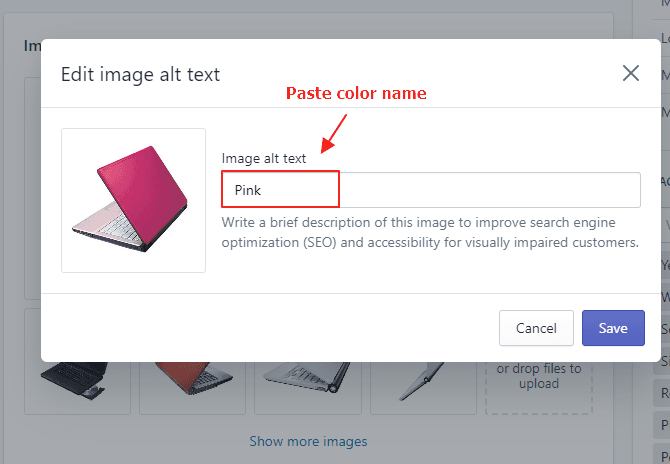 Edit image alt text
Paste color name
Image alt text
Pink
Write a brief description of this image to improve search engine
optimization (SEO) and accessibility for visually impaired customers.
Cancel
Save
or drop files to
upload
Show more images